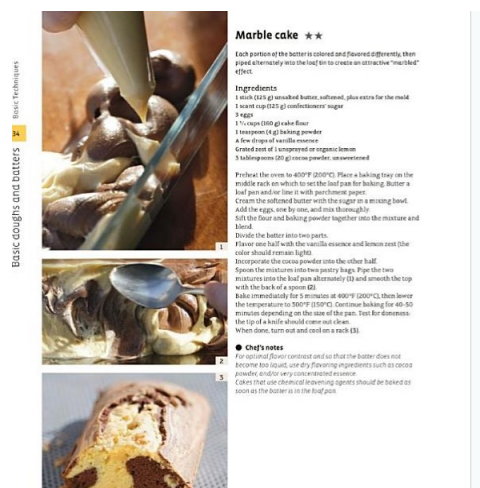 Basic Techniques
34
Basic doughs and batters
Marble cake ★★
Each portion of the batter is colored and flavored differently, then
piped alternately into the loaf tin to create an attractive "marbled"
effect.
Ingredients
1 stick (125 g) unsalted butter, softened, plus extra for the mold
1 scant cup (125 g) confectioners' sugar
3 eggs
cups (160 g) cake flour
1 teaspoon (4 g) baking powder
A few drops of vanilla essence
Grated zest of 1 unsprayed or organic lemon
3 tablespoons (20 g) cocoa powder, unsweetened
Preheat the oven to 400°F (200°C). Place a baking tray on the
middle rack on which to set the loaf pan for baking. Butter a
loaf pan and/or line it with parchment paper.
Cream the softened butter with the sugar in a mixing bowl.
Add the eggs, one by one, and mix thoroughly.
Sift the flour and baking powder together into the mixture and
blend.
Divide the batter into two parts.
Flavor one half with the vanilla essence and lemon zest (the
color should remain light).
Incorporate the cocoa powder into the other half.
Spoon the mixtures into two pastry bags. Pipe the two
mixtures into the loaf pan alternately (1) and smooth the top
with the back of a spoon (2).
Bake immediately for 5 minutes at 400°F (200°C), then lower
the temperature to 300°F (150°C). Continue baking for 40–50
minutes depending on the size of the pan. Test for doneness:
the tip of a knife should come out clean.
When done, turn out and cool on a rack (3).
● Chef's notes
For optimal flavor contrast and so that the batter does not
become too liquid, use dry flavoring ingredients such as cocoa
powder, and/or very concentrated essence.
Cakes that use chemical leavening agents should be baked as
soon as the batter is in the loaf pan.
1
2
3